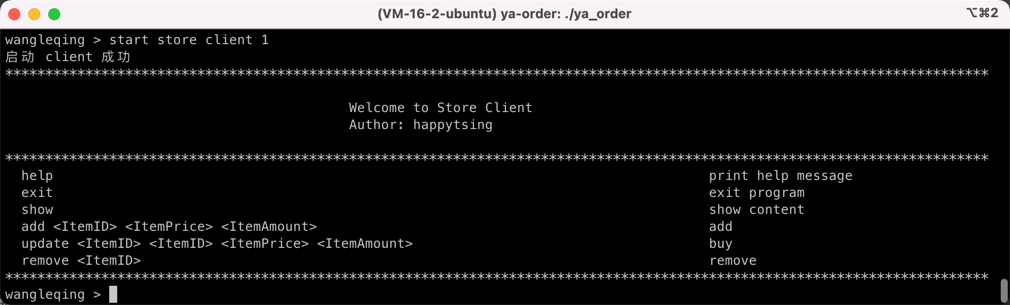 (VM-16-2-ubuntu) ya-order: ./ya_order ⌥⌘2
wangleqing > start store client 1
启动 client 成功
***************************************************************************************************************************
Welcome to Store Client
Author: happytsing
***************************************************************************************************************************
help print help message
exit exit program
show show content
add <ItemID> <ItemPrice> <ItemAmount> add
update <ItemID> <ItemID> <ItemPrice> <ItemAmount> buy
remove <ItemID> remove
***************************************************************************************************************************
wangleqing >